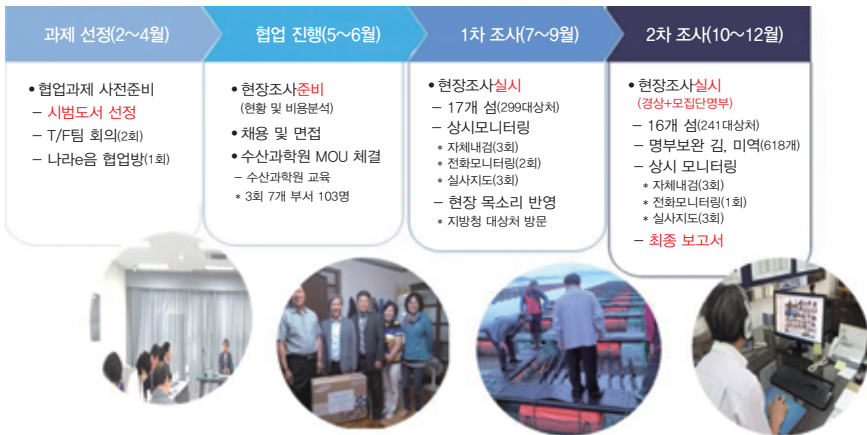 과제 선정(2～4월)
• 협업과제 사전준비
– 시범도서 선정
– T/F팀 회의(2회)
– 나라e음 협업방(1회)
협업 진행(5～6월)
• 현장조사준비
(현황 및 비용분석)
• 채용 및 면접
• 수산과학원 MOU 체결
– 수산과학원 교육
* 3회 7개 부서 103명
1차 조사(7～9월)
• 현장조사실시
– 17개 섬(299대상처)
– 상시모니터링
* 자체내검(3회)
* 전화모니터링(2회)
* 실사지도(3회)
– 현장 목소리 반영
* 지방청 대상처 방문
2차 조사(10～12월)
• 현장조사실시
(경상+모집단명부)
– 16개 섬(241대상처)
– 명부보완 김, 미역(618개)
– 상시 모니터링
* 자체내검(3회)
* 전화모니터링(1회)
* 실사지도(3회)
– 최종 보고서